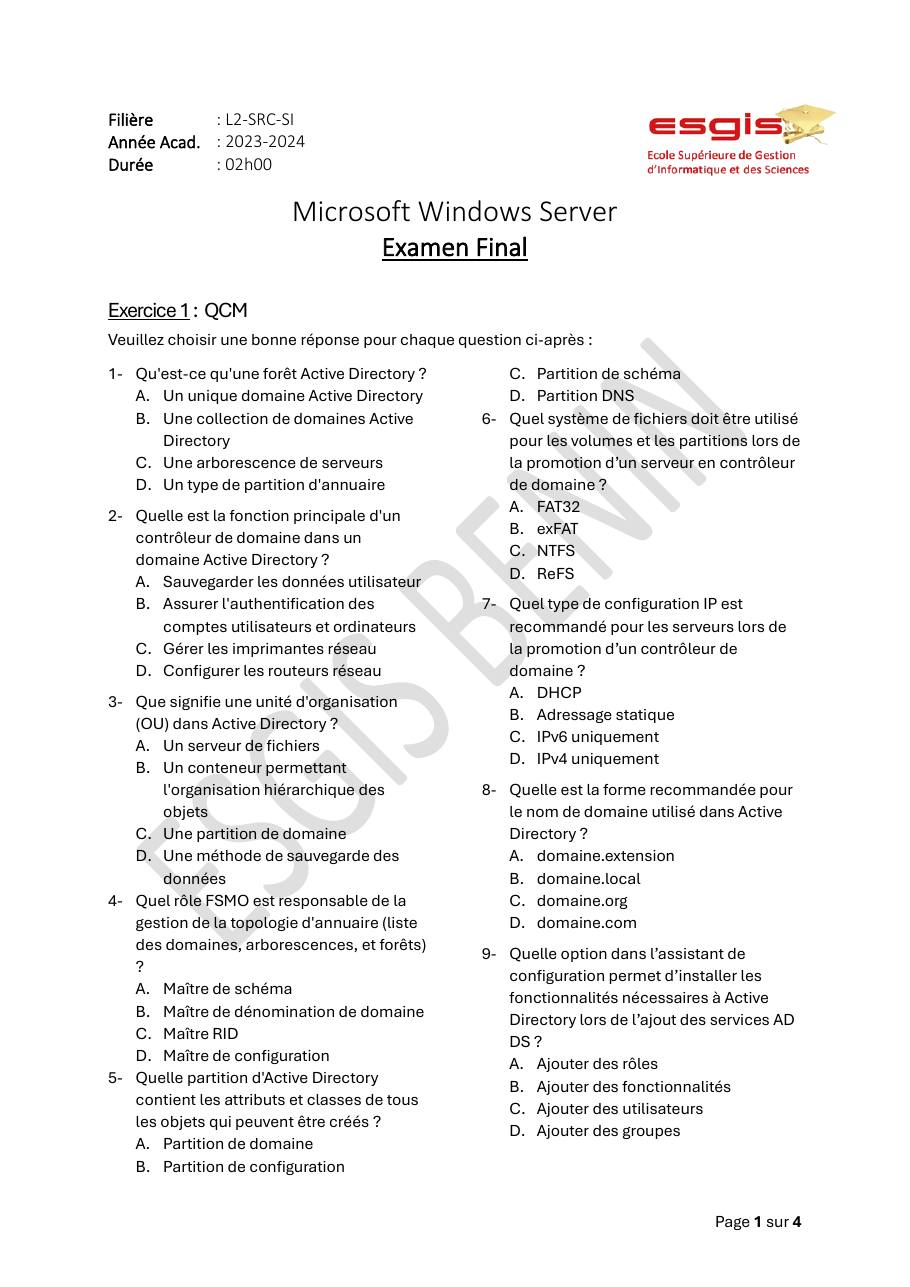 Filière : L2-SRC-SI
Année Acad. : 2023-2024
Durée : 02h00
esgis
Ecole Supérieure de Gestion
d'Informatique et des Sciences
Microsoft Windows Server
Examen Final
Exercice 1 : QCM
Veuillez choisir une bonne réponse pour chaque question ci-après :
1- Qu'est-ce qu'une forêt Active Directory ?
A. Un unique domaine Active Directory
B. Une collection de domaines Active
Directory
C. Une arborescence de serveurs
D. Un type de partition d'annuaire
2- Quelle est la fonction principale d'un
contrôleur de domaine dans un
domaine Active Directory ?
A. Sauvegarder les données utilisateur
B. Assurer l'authentification des
comptes utilisateurs et ordinateurs
C. Gérer les imprimantes réseau
D. Configurer les routeurs réseau
3- Que signifie une unité d'organisation
(OU) dans Active Directory ?
A. Un serveur de fichiers
B. Un conteneur permettant
l'organisation hiérarchique des
objets
C. Une partition de domaine
D. Une méthode de sauvegarde des
données
4- Quel rôle FSMO est responsable de la
gestion de la topologie d'annuaire (liste
des domaines, arborescences, et forêts)
?
A. Maître de schéma
B. Maître de dénomination de domaine
C. Maître RID
D. Maître de configuration
5- Quelle partition d'Active Directory
contient les attributs et classes de tous
les objets qui peuvent être créés ?
A. Partition de domaine
B. Partition de configuration
C. Partition de schéma
D. Partition DNS
6- Quel système de fichiers doit être utilisé
pour les volumes et les partitions lors de
la promotion d’un serveur en contrôleur
de domaine ?
A. FAT32
B. exFAT
C. NTFS
D. ReFS
7- Quel type de configuration IP est
recommandé pour les serveurs lors de
la promotion d’un contrôleur de
domaine ?
A. DHCP
B. Adressage statique
C. IPv6 uniquement
D. IPv4 uniquement
8- Quelle est la forme recommandée pour
le nom de domaine utilisé dans Active
Directory ?
A. domaine.extension
B. domaine.local
C. domaine.org
D. domaine.com
9- Quelle option dans l’assistant de
configuration permet d’installer les
fonctionnalités nécessaires à Active
Directory lors de l’ajout des services AD
DS ?
A. Ajouter des rôles
B. Ajouter des fonctionnalités
C. Ajouter des utilisateurs
D. Ajouter des groupes
ESGIS BENIN
Page 1 sur 4